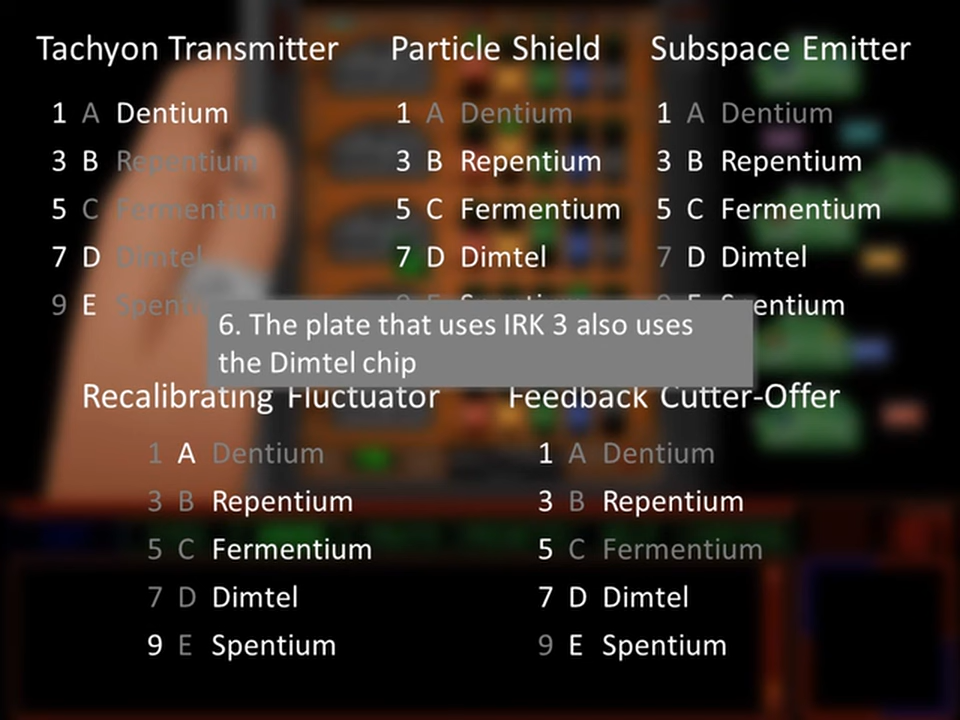 Tachyon Transmitter Particle Shield Subspace Emitter
1 A Dentium 1 A Dentium 1 A Dentium
3 B Repentium 3 B Repentium 3 B Repentium
5 C Fermentium 5 C Fermentium 5 C Fermentium
7 D Dimtel 7 D Dimtel 7 D Dimtel
9 E
6. The plate that uses IRK 3 also uses
the Dimtel chip
Recalibrating Fluctuator Feedback Cutter-Offer
1 A Dentium 1 A Dentium
3 B Repentium 3 B Repentium
5 C Fermentium 5 C Fermentium
7 D Dimtel 7 D Dimtel
9 E Spentium 9 E Spentium